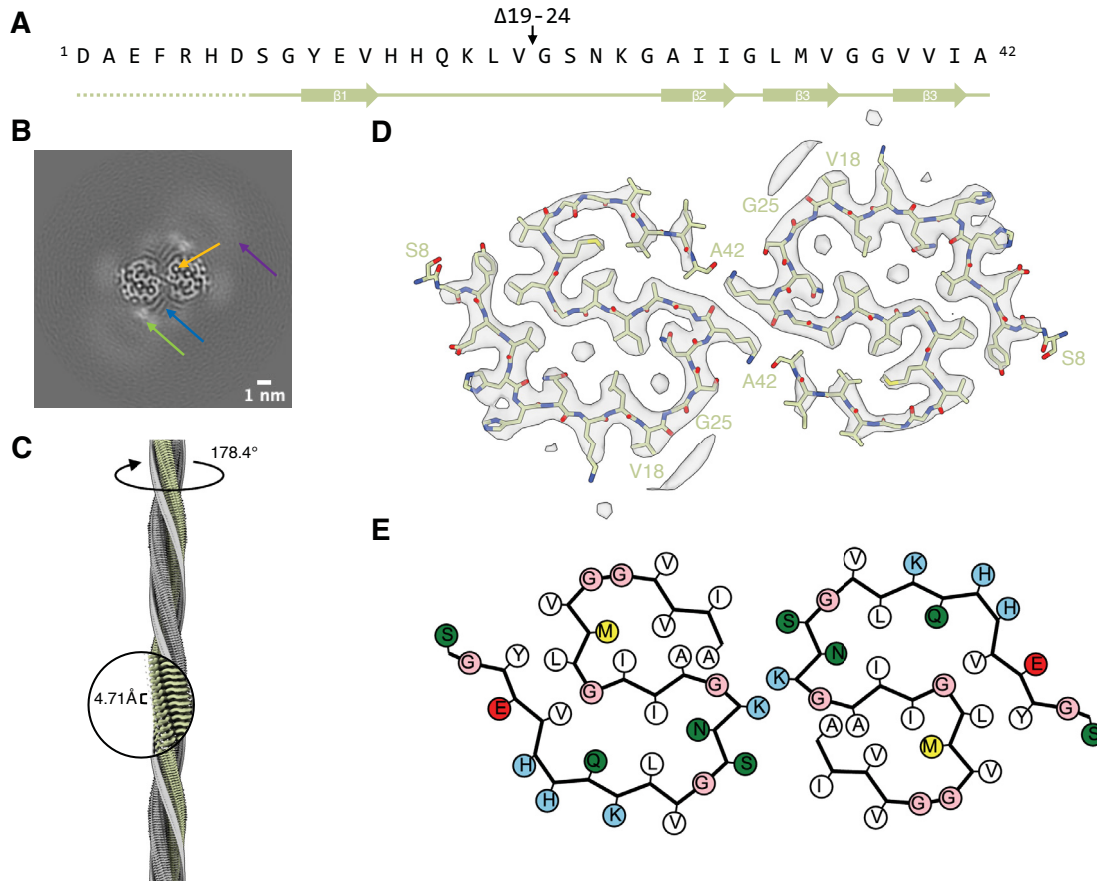 A
Δ19-24
1 D A E F R H D S G Y E V H H Q K L V G S N K G A I I G L M V G G V V I A 42
β1 β2 β3 β3
B
1 nm
C
178.4°
4.71Å
D
V18
G25
S8
A42
A42
S8
G25
V18
E
G G V
V I
M V
S G Y L I A A
G I G K
E V N
H Q L S
H K V G
V K H
G L Q H
S N V E
K I G Y G
G A A I L S
M V V
I V G G